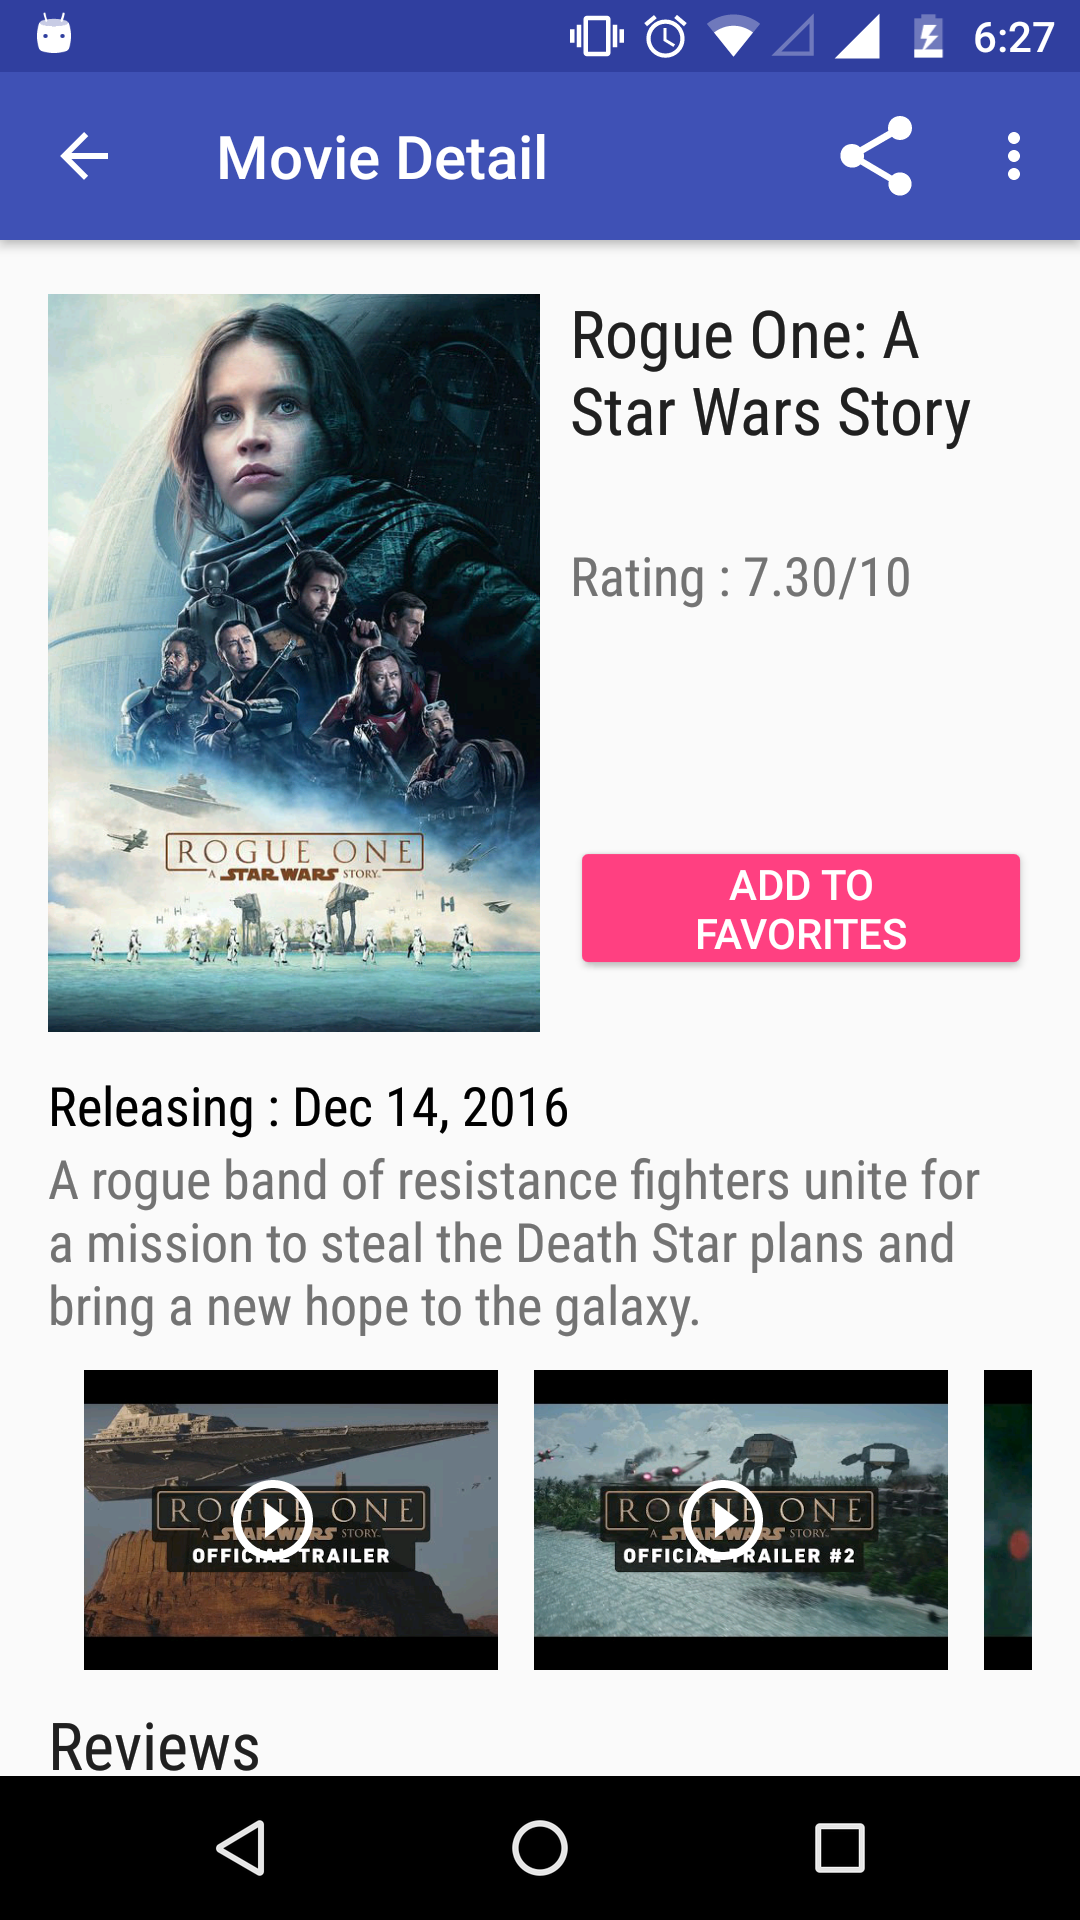 6:27
Movie Detail
Rogue One: A
Star Wars Story
Rating : 7.30/10
ROGUE ONE
A STAR WARS STORY
ADD TO
FAVORITES
Releasing : Dec 14, 2016
A rogue band of resistance fighters unite for
a mission to steal the Death Star plans and
bring a new hope to the galaxy.
ROGUE ONE
A STAR WARS STORY
OFFICIAL TRAILER
ROGUE ONE
A STAR WARS STORY
OFFICIAL TRAILER #2
Reviews